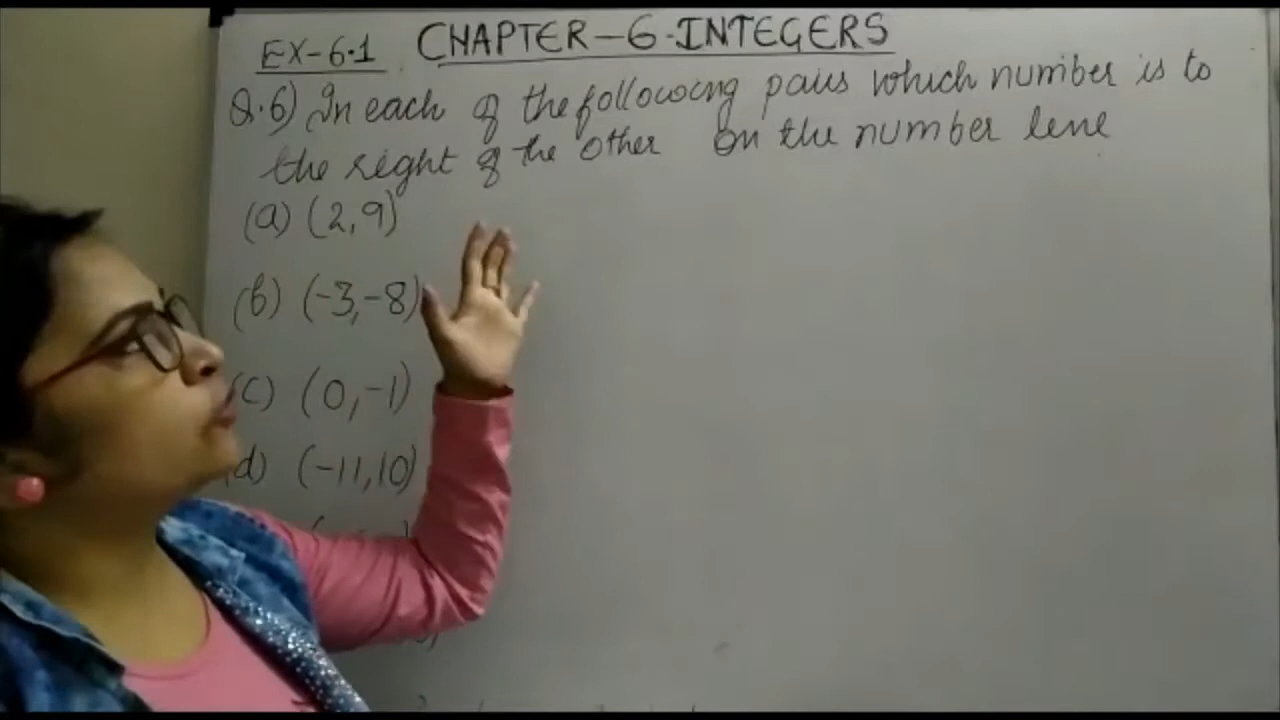 EX-6.1 CHAPTER-6-INTEGERS
Q.6) In each of the following pairs which number is to
the right of the other on the number line
(a) (2,9)
(b) (-3,-8)
(c) (0,-1)
(d) (-11,10)